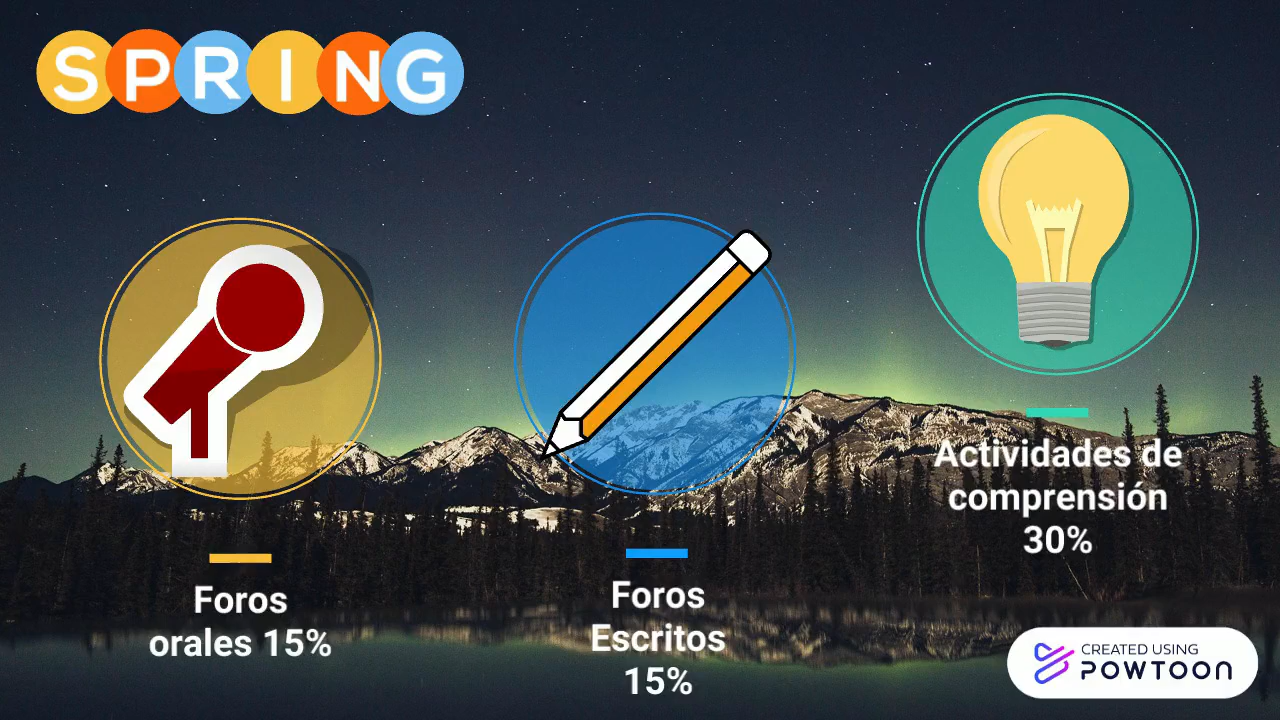 SPRING
Foros
orales 15%
Foros
Escritos
15%
Actividades de
comprensión
30%
CREATED USING
POWTOON